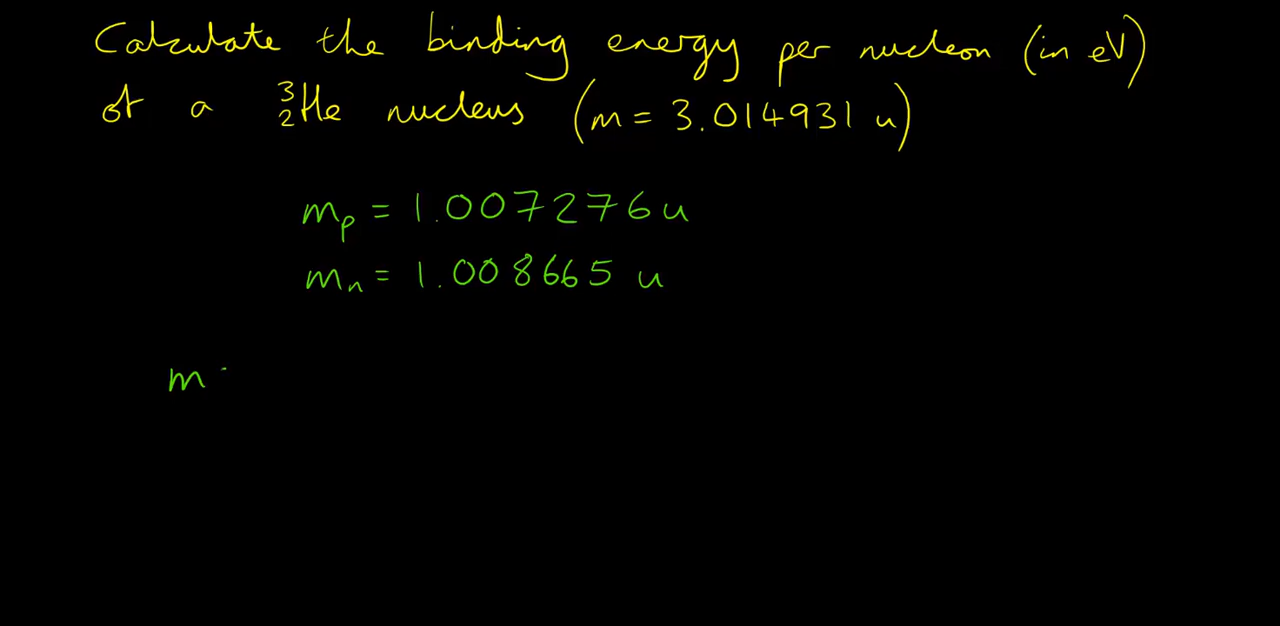 Calculate the binding energy per nucleon (in eV)
of a ³₂He nucleus (m = 3.014931 u)
mₚ = 1.007276 u
mₙ = 1.008665 u
m